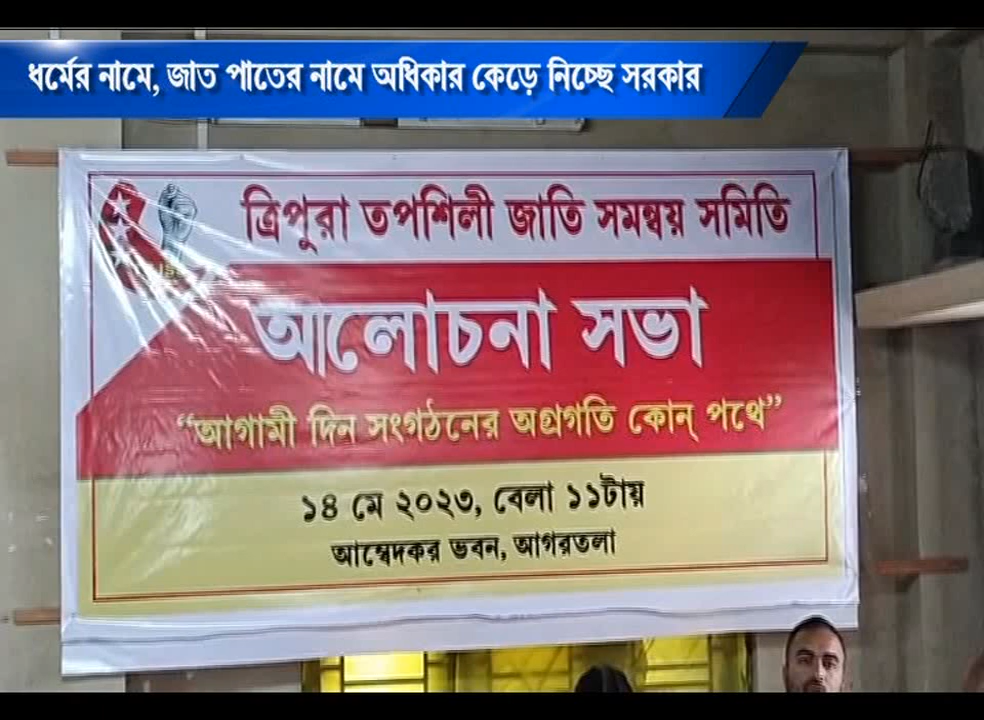 ধর্মের নামে, জাত পাতের নামে অধিকার কেড়ে নিচ্ছে সরকার
ত্রিপুরা তপশিলী জাতি সমন্বয় সমিতি
আলোচনা সভা
“আগামী দিন সংগঠনের অগ্রগতি কোন্ পথে”
১৪ মে ২০২৩, বেলা ১১টায়
আম্বেদকর ভবন, আগরতলা